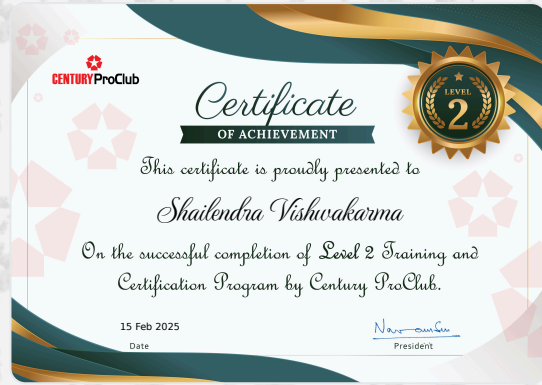 CENTURY ProClub
LEVEL
2
Certificate
OF ACHIEVEMENT
This certificate is proudly presented to
Shailendra Vishwakarma
On the successful completion of Level 2 Training and
Certification Program by Century ProClub.
15 Feb 2025
Date
President